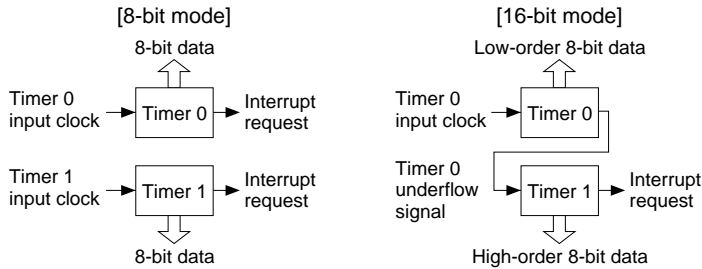 [8-bit mode]
8-bit data
Timer 0
input clock
Timer 0
Interrupt
request
Timer 1
input clock
Timer 1
Interrupt
request
8-bit data
[16-bit mode]
Low-order 8-bit data
Timer 0
input clock
Timer 0
Timer 0
underflow
signal
Timer 1
Interrupt
request
High-order 8-bit data